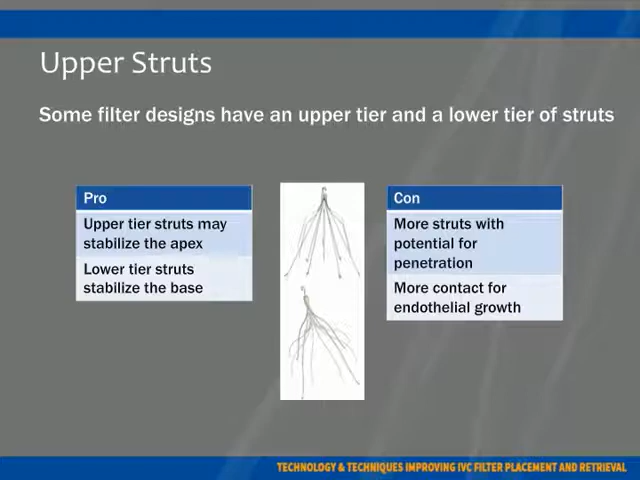 Upper Struts
Some filter designs have an upper tier and a lower tier of struts
Pro
Upper tier struts may
stabilize the apex
Lower tier struts
stabilize the base
Con
More struts with
potential for
penetration
More contact for
endothelial growth
TECHNOLOGY & TECHNIQUES IMPROVING IVC FILTER PLACEMENT AND RETRIEVAL